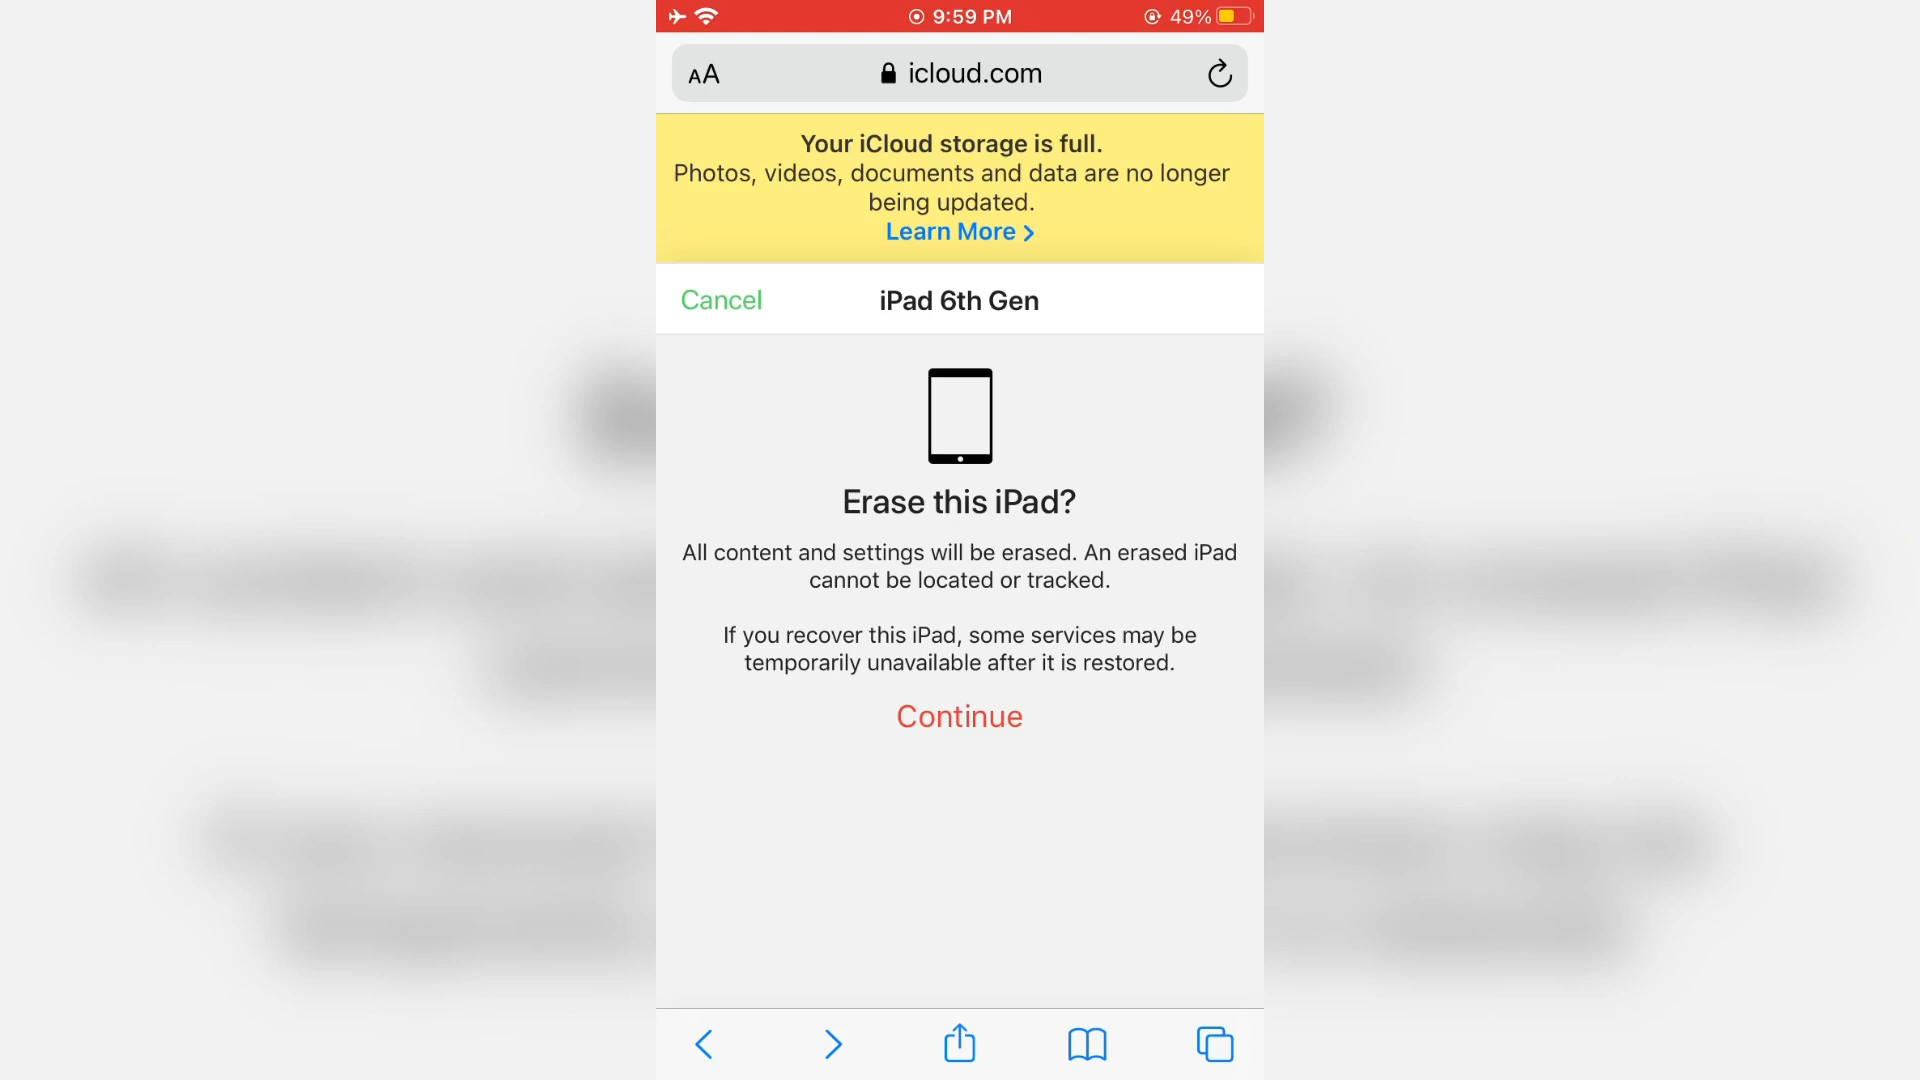 9:59 PM
49%
AA
icloud.com
Your iCloud storage is full.
Photos, videos, documents and data are no longer
being updated.
Learn More >
Cancel
iPad 6th Gen
Erase this iPad?
All content and settings will be erased. An erased iPad
cannot be located or tracked.
If you recover this iPad, some services may be
temporarily unavailable after it is restored.
Continue